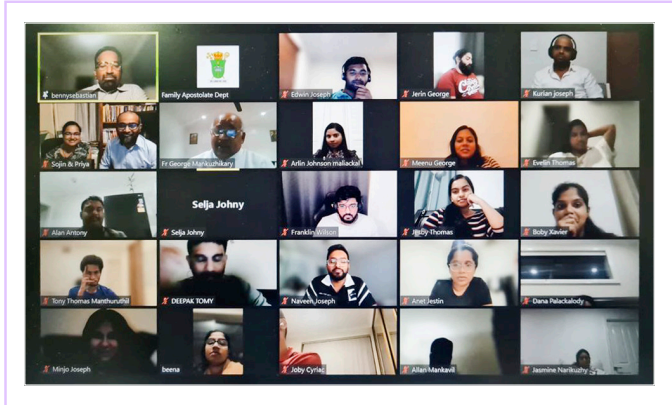 bennysebastian
Family Apostolate Dept
Edwin Joseph
Jerin George
Kurian joseph
Sojin & Priya
Fr George Mankuzhikary
Arlin Johnson maliackal
Meenu George
Evelin Thomas
Alan Antony
Selja Johny
Selja Johny
Franklin Wilson
Thomas
Boby Xavier
Tony Thomas Manthuruthil
DEEPAK TOMY
Naveen Joseph
Anet Jestin
Dana Palackalody
Minjo Joseph
beena
Joby Cyriac
Allan Mankavil
Jasmine Narikuzhy